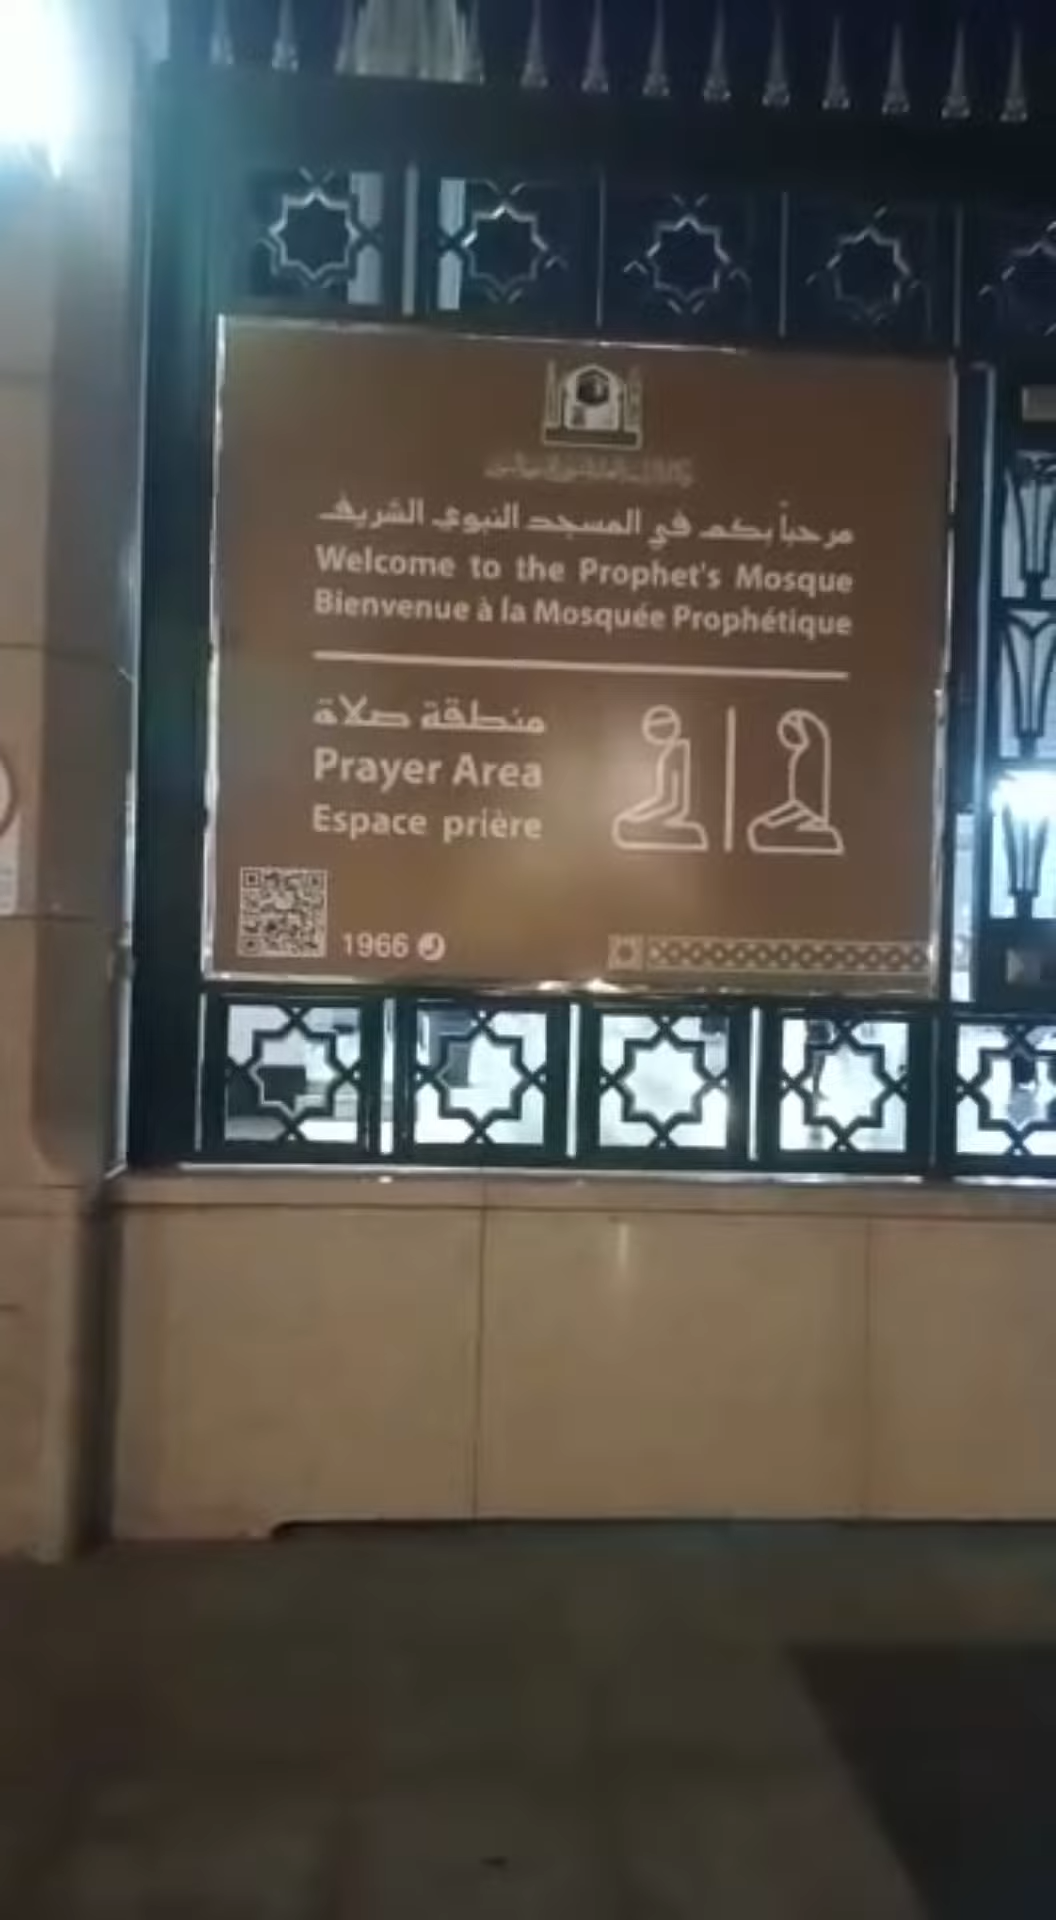 مرحباً بكم في المسجد النبوي الشريف
Welcome to the Prophet's Mosque
Bienvenue à la Mosquée Prophétique
منطقة صلاة
Prayer Area
Espace prière
1966